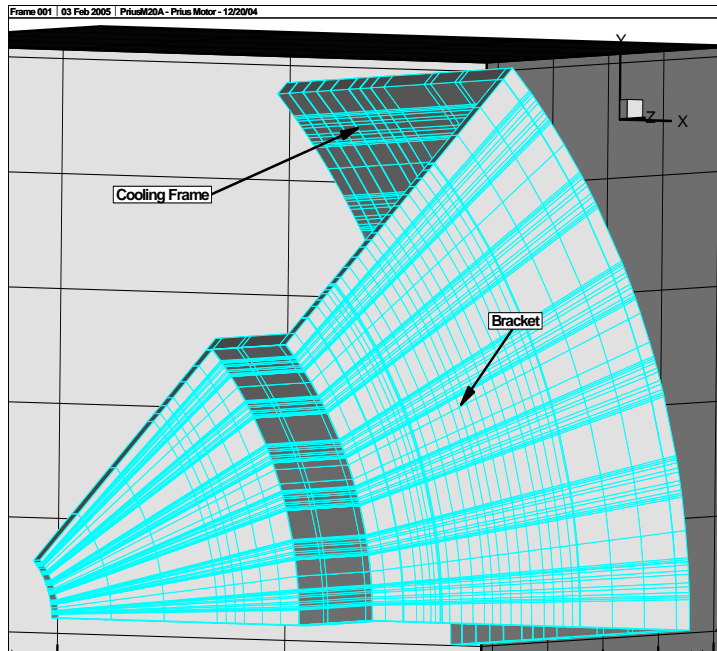 Frame 001 | 03 Feb 2005 | PriusM20A - Prius Motor - 12/20/04
Y
Z
X
Cooling Frame
Bracket